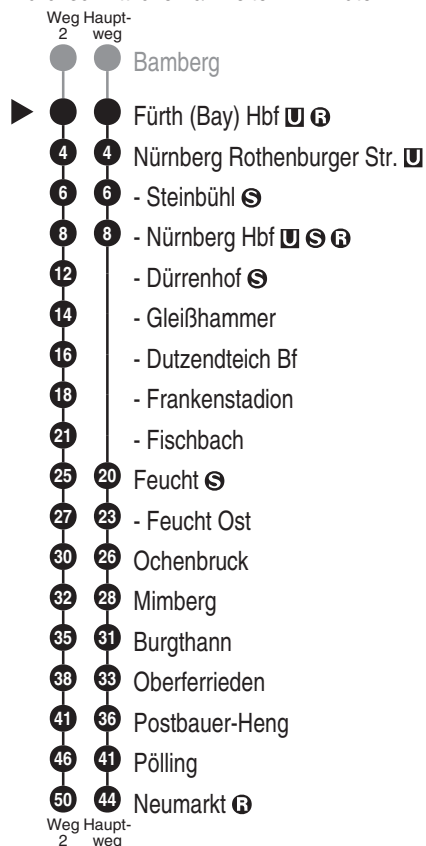 Weg Haupt-
2 weg
Bamberg
Fürth (Bay) Hbf U R
4 4 Nürnberg Rothenburger Str. U
6 6 - Steinbühl S
8 8 - Nürnberg Hbf U S R
12 - Dürrenhof S
14 - Gleißhammer
16 - Dutzendteich Bf
18 - Frankenstadion
21 - Fischbach
25 20 Feucht S
27 23 - Feucht Ost
30 26 Ochenbruck
32 28 Mimberg
35 31 Burgthann
38 33 Oberferrieden
41 36 Postbauer-Heng
46 41 Pölling
50 44 Neumarkt R
Weg Haupt-
2 weg